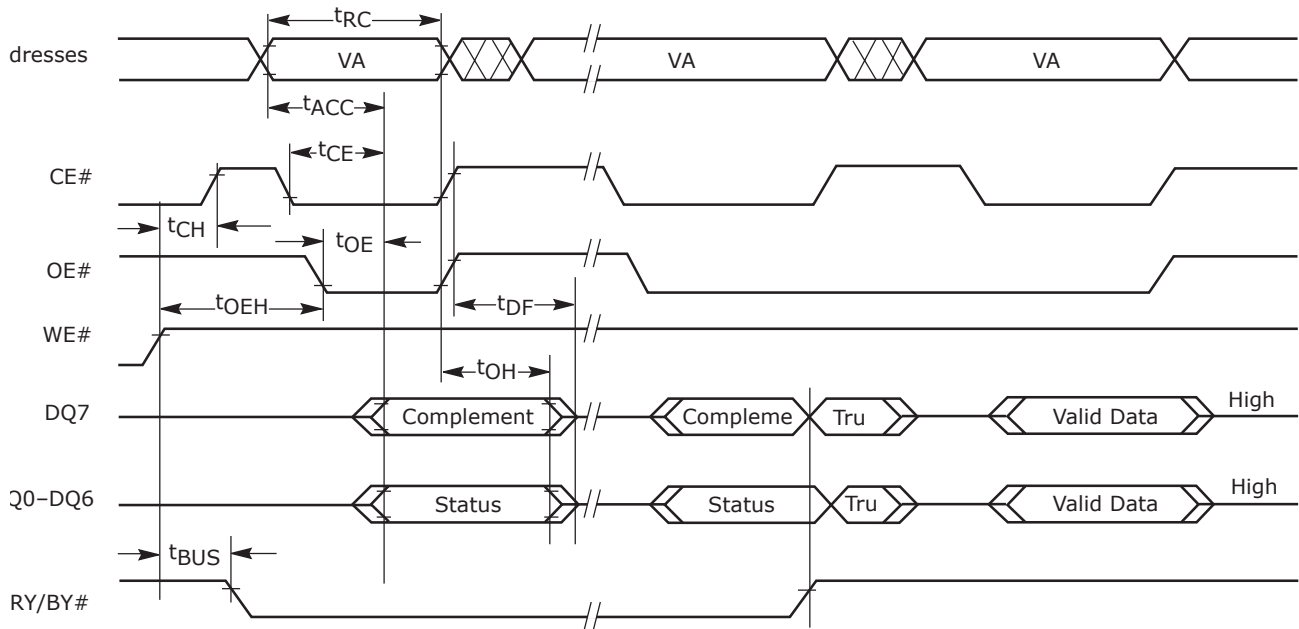 tRC
dresses VA VA VA
tACC
tCE
CE#
tCH tOE
OE#
tOEH tDF
WE#
tOH
DQ7 Complement Compleme Tru Valid Data High
Q0–DQ6 Status Status Tru Valid Data High
tBUS
RY/BY#